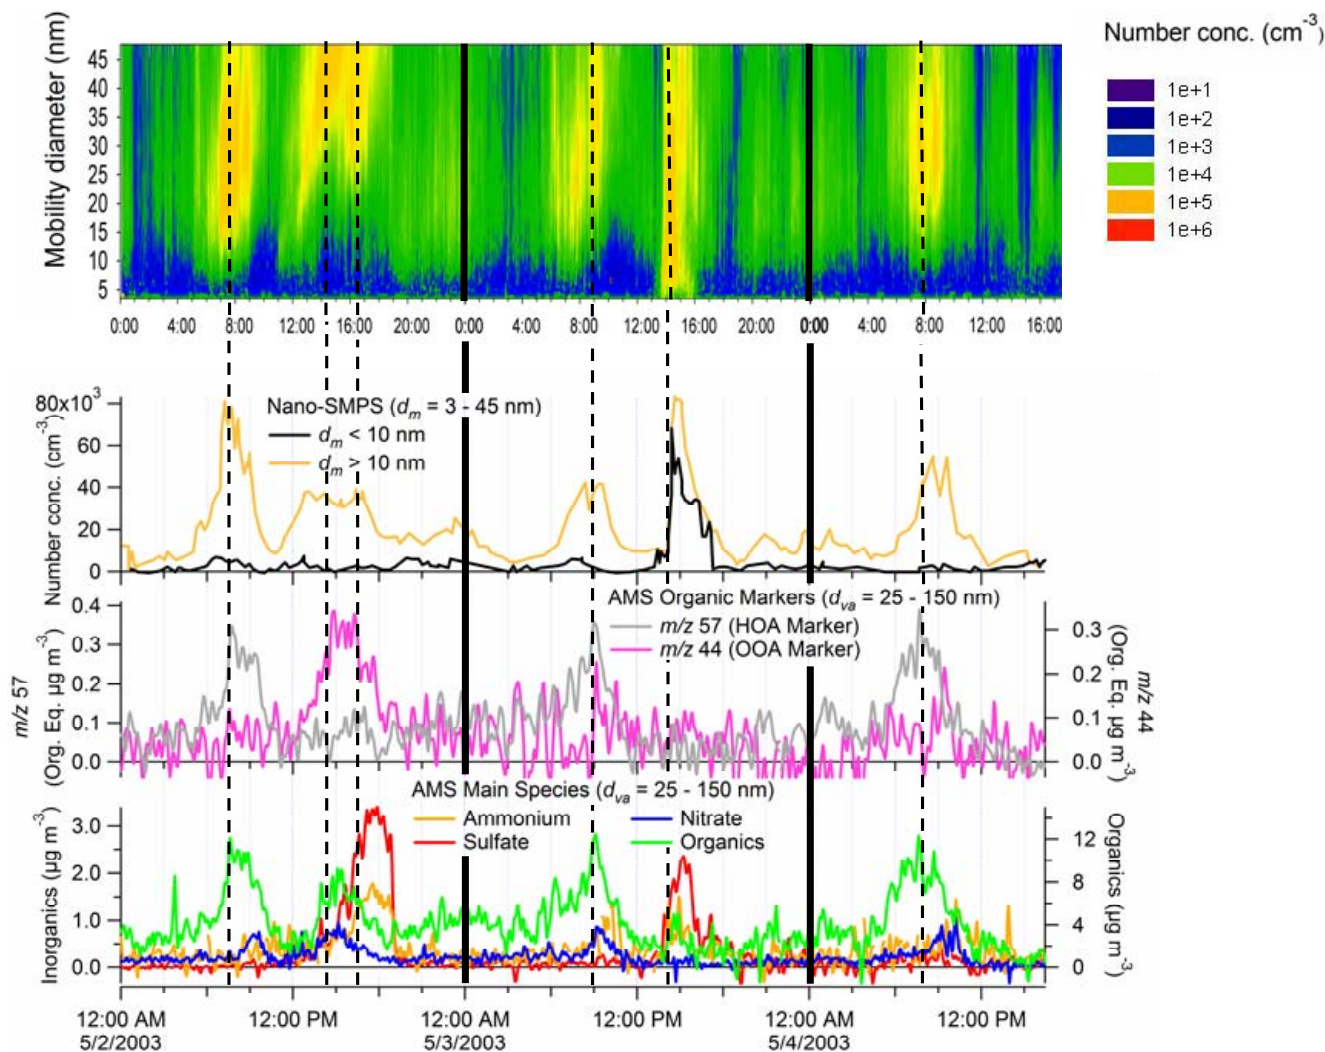 Number conc. (cm-3)
1e+1
1e+2
1e+3
1e+4
1e+5
1e+6
Mobility diameter (nm)
45
40
35
30
25
20
15
10
5
0:00 4:00 8:00 12:00 16:00 20:00 0:00 4:00 8:00 12:00 16:00 20:00 0:00 4:00 8:00 12:00 16:00
Number conc. (cm-3)
80x103
60
40
20
0
Nano-SMPS (dm = 3 - 45 nm)
dm < 10 nm
dm > 10 nm
m/z 57
(Org. Eq. µg m-3)
0.4
0.3
0.2
0.1
0.0
AMS Organic Markers (dva = 25 - 150 nm)
m/z 57 (HOA Marker)
m/z 44 (OOA Marker)
0.3
0.2
0.1
0.0
m/z 44
(Org. Eq. µg m-3)
Inorganics (µg m-3)
3.0
2.0
1.0
0.0
AMS Main Species (dva = 25 - 150 nm)
Ammonium Nitrate
Sulfate Organics
12
8
4
0
Organics (µg m-3)
12:00 AM 12:00 PM 12:00 AM 12:00 PM 12:00 AM 12:00 PM
5/2/2003 5/3/2003 5/4/2003